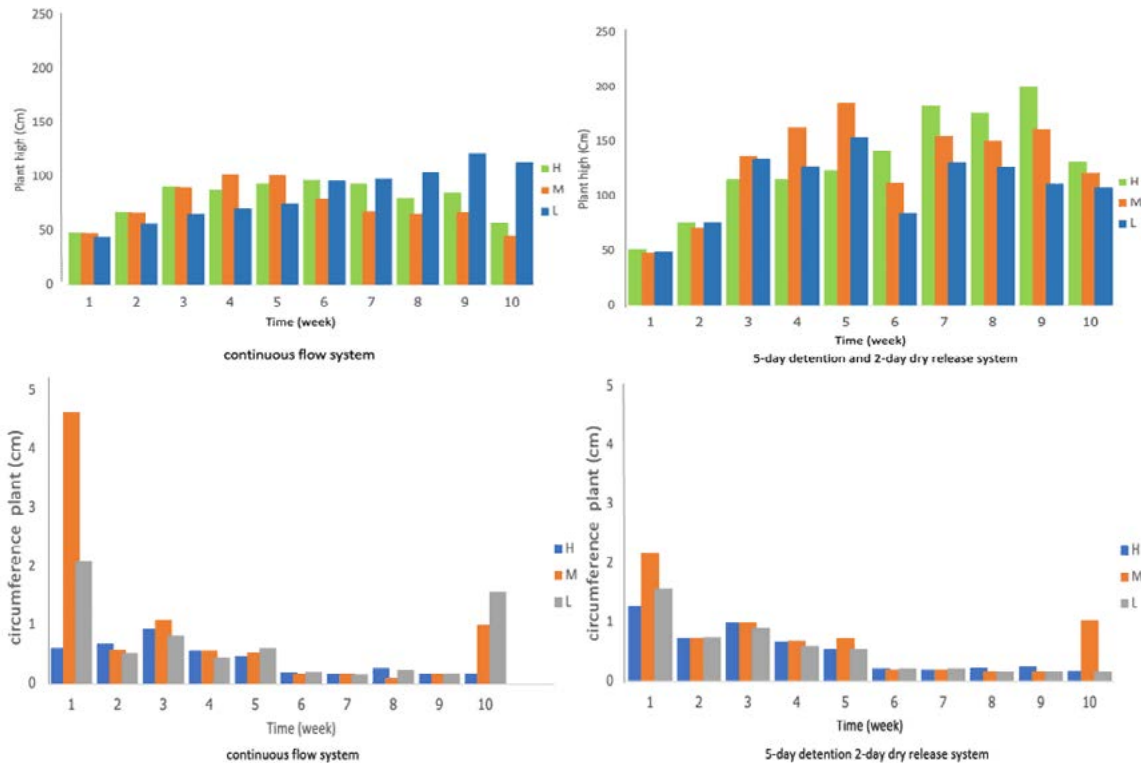 250
200
150
100
50
0
Plant high (Cm)
1 2 3 4 5 6 7 8 9 10
Time (week)
H
M
L
continuous flow system
250
200
150
100
50
0
Plant high (Cm)
1 2 3 4 5 6 7 8 9 10
Time (week)
H
M
L
5-day detention and 2-day dry release system
5
4
3
2
1
0
circumference plant (cm)
1 2 3 4 5 6 7 8 9 10
Time (week)
H
M
L
continuous flow system
5
4
3
2
1
0
circumference plant (cm)
1 2 3 4 5 6 7 8 9 10
Time (week)
H
M
L
5-day detention 2-day dry release system